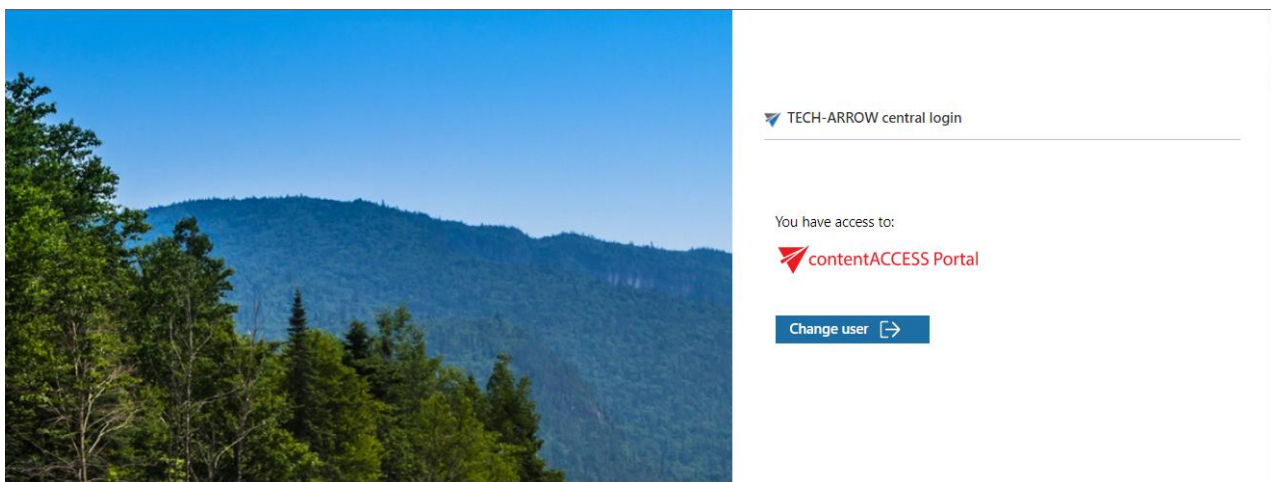 TECH-ARROW central login
You have access to:
contentACCESS Portal
Change user